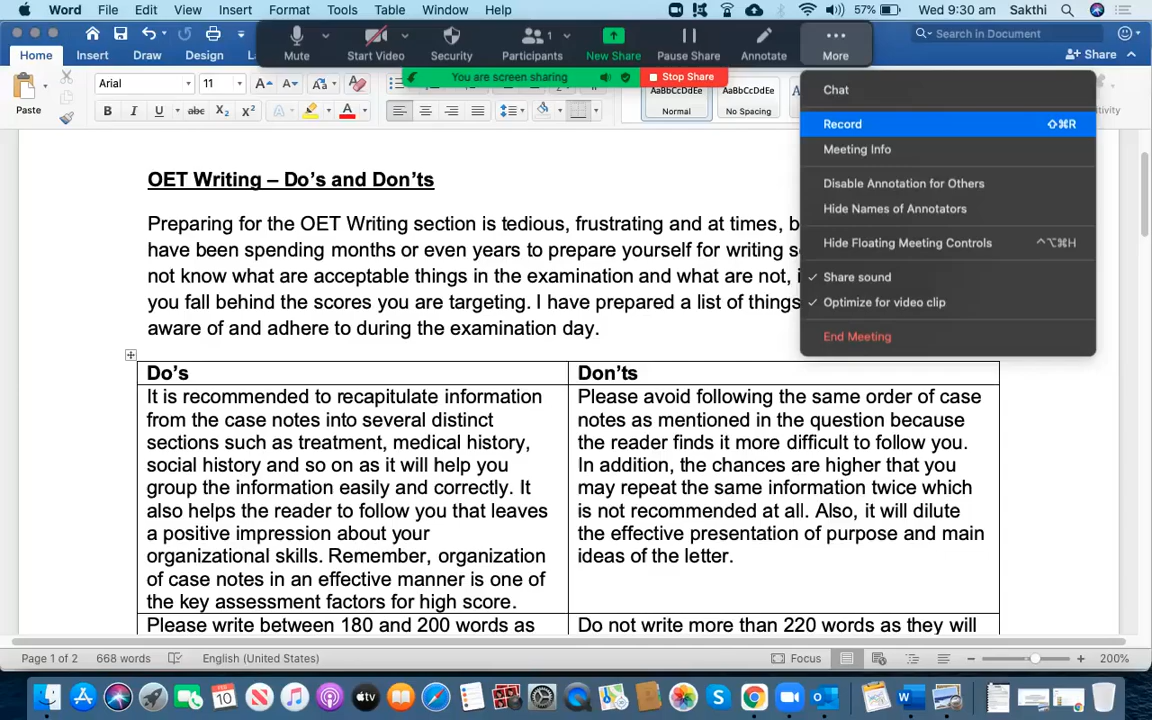 Word File Edit View Insert Format Tools Table Window Help 57% Wed 9:30 am Sakthi
Mute Start Video Security Participants 1 New Share Pause Share Annotate More
Search in Document
Home Insert Draw Design Share
You are screen sharing Stop Share
Paste Arial 11
B I U abc X₂ X² A
AaBbCcDdEe AaBbCcDdEe
Normal No Spacing
Chat
Record ⇧⌘R
Meeting Info
Disable Annotation for Others
Hide Names of Annotators
Hide Floating Meeting Controls ^⌥⌘H
✓ Share sound
✓ Optimize for video clip
End Meeting
OET Writing – Do’s and Don’ts
Preparing for the OET Writing section is tedious, frustrating and at times, b
have been spending months or even years to prepare yourself for writing s
not know what are acceptable things in the examination and what are not, i
you fall behind the scores you are targeting. I have prepared a list of things
aware of and adhere to during the examination day.
Do’s
It is recommended to recapitulate information
from the case notes into several distinct
sections such as treatment, medical history,
social history and so on as it will help you
group the information easily and correctly. It
also helps the reader to follow you that leaves
a positive impression about your
organizational skills. Remember, organization
of case notes in an effective manner is one of
the key assessment factors for high score.
Please write between 180 and 200 words as
Don’ts
Please avoid following the same order of case
notes as mentioned in the question because
the reader finds it more difficult to follow you.
In addition, the chances are higher that you
may repeat the same information twice which
is not recommended at all. Also, it will dilute
the effective presentation of purpose and main
ideas of the letter.
Do not write more than 220 words as they will
Page 1 of 2 668 words English (United States) Focus 200%
FEB
10
tv